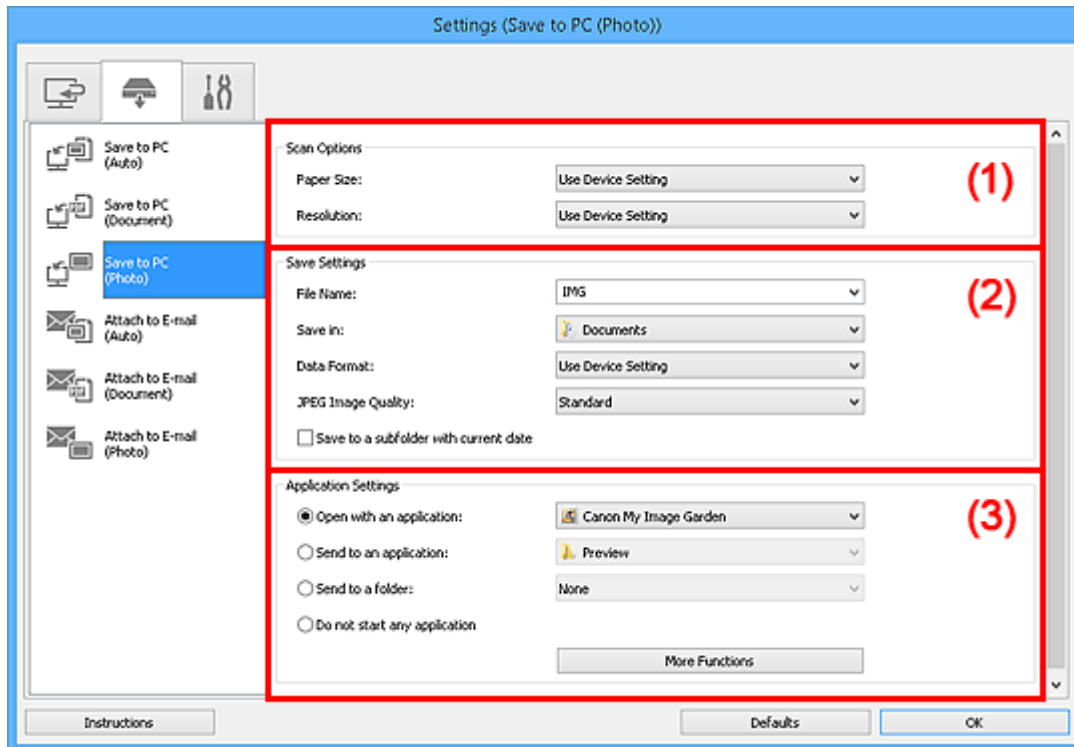 Settings (Save to PC (Photo))
Save to PC
(Auto)
Save to PC
(Document)
Save to PC
(Photo)
Attach to E-mail
(Auto)
Attach to E-mail
(Document)
Attach to E-mail
(Photo)
Scan Options
(1)
Paper Size: Use Device Setting
Resolution: Use Device Setting
Save Settings
(2)
File Name: IMG
Save in: Documents
Data Format: Use Device Setting
JPEG Image Quality: Standard
Save to a subfolder with current date
Application Settings
(3)
Open with an application: Canon My Image Garden
Send to an application: Preview
Send to a folder: None
Do not start any application
More Functions
Instructions Defaults OK